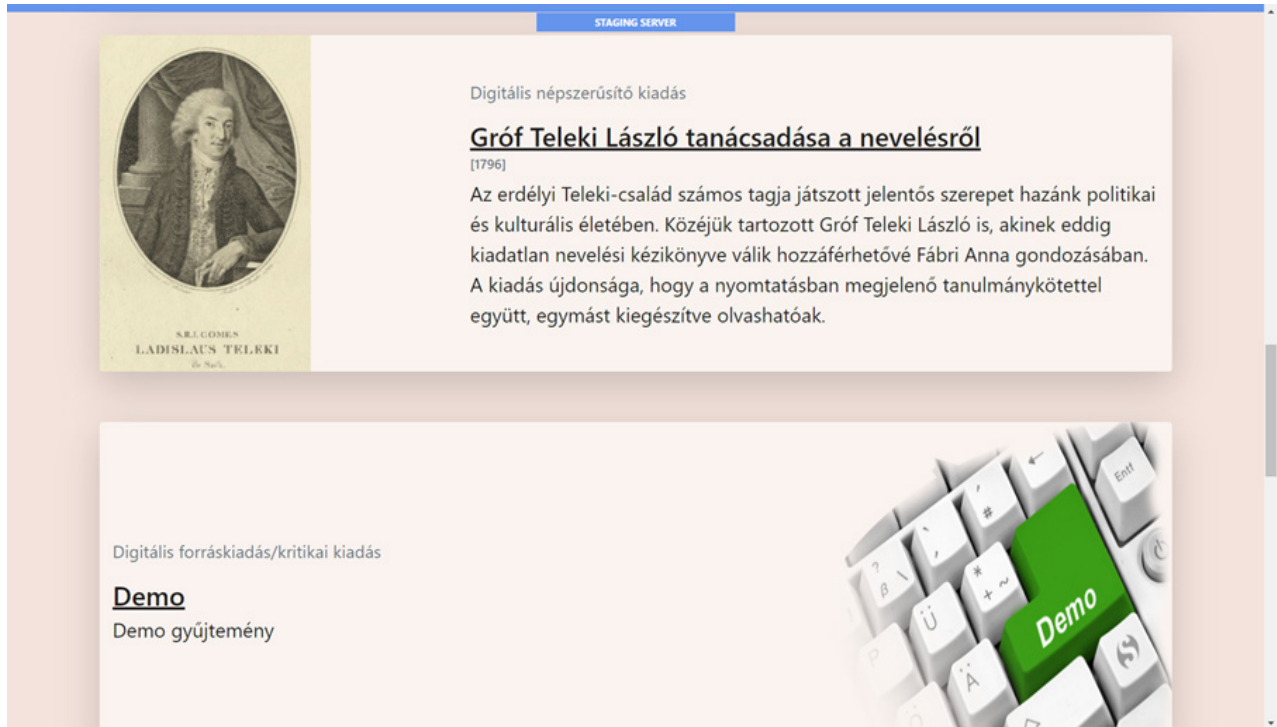 STAGING SERVER
Digitális népszerűsítő kiadás
Gróf Teleki László tanácsadása a nevelésről
[1796]
Az erdélyi Teleki-család számos tagja játszott jelentős szerepet hazánk politikai
és kulturális életében. Közéjük tartozott Gróf Teleki László is, akinek eddig
kiadatlan nevelési kézikönyve válik hozzáférhetővé Fábri Anna gondozásában.
A kiadás újdonsága, hogy a nyomtatásban megjelenő tanulmánykötettel
együtt, egymást kiegészítve olvashatóak.
S.R.I. COMES
LADISLAUS TELEKI
Digitális forráskiadás/kritikai kiadás
Demo
Demo gyűjtemény
Entf
'
#
? ß \
*
+ ~
Ü
Ä
P
Demo